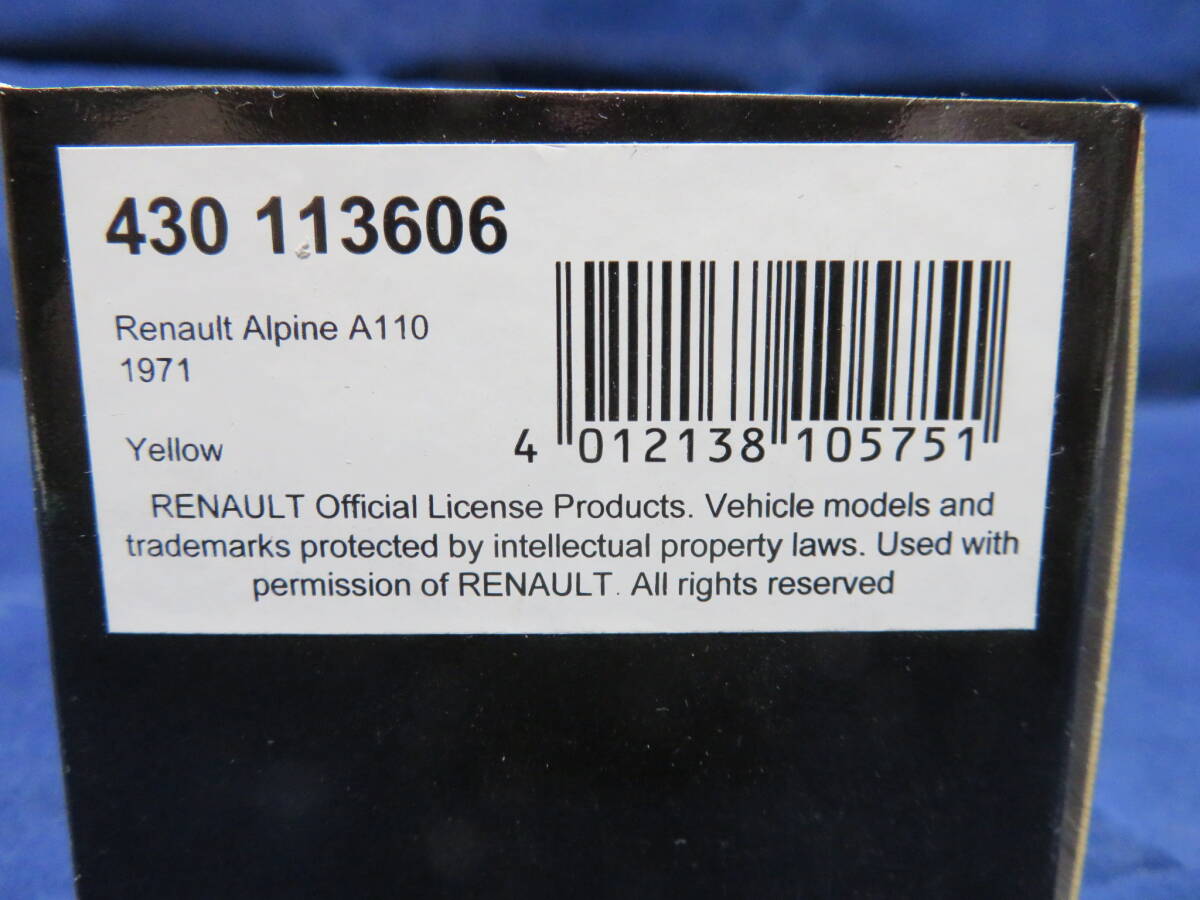 430 113606
Renault Alpine A110
1971
Yellow
4 012138 105751
RENAULT Official License Products. Vehicle models and
trademarks protected by intellectual property laws. Used with
permission of RENAULT. All rights reserved